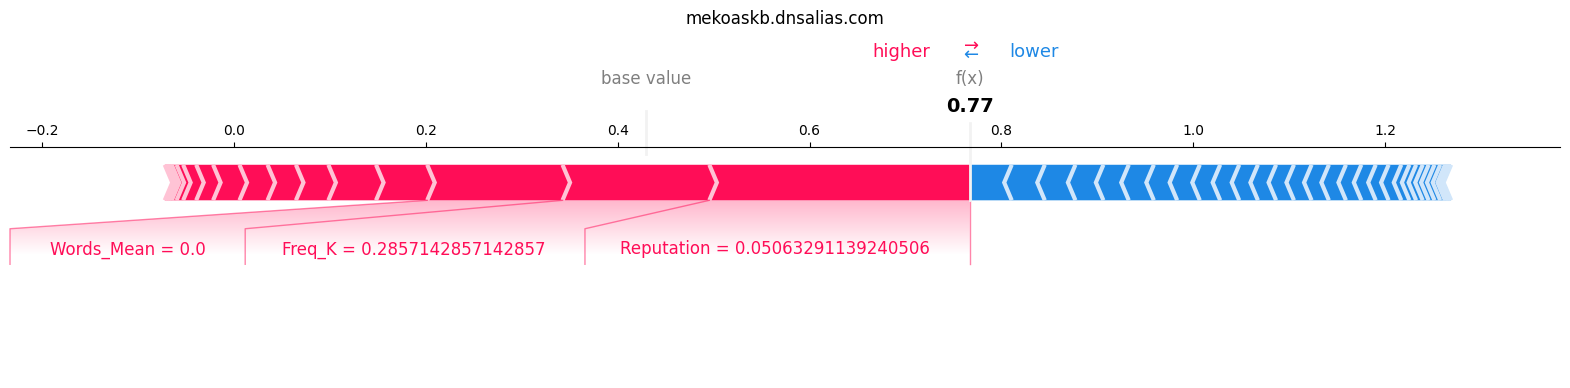 mekoaskb.dnsalias.com
higher ⇄ lower
base value f(x)
0.77
−0.2 0.0 0.2 0.4 0.6 0.8 1.0 1.2
Words_Mean = 0.0 Freq_K = 0.2857142857142857 Reputation = 0.05063291139240506